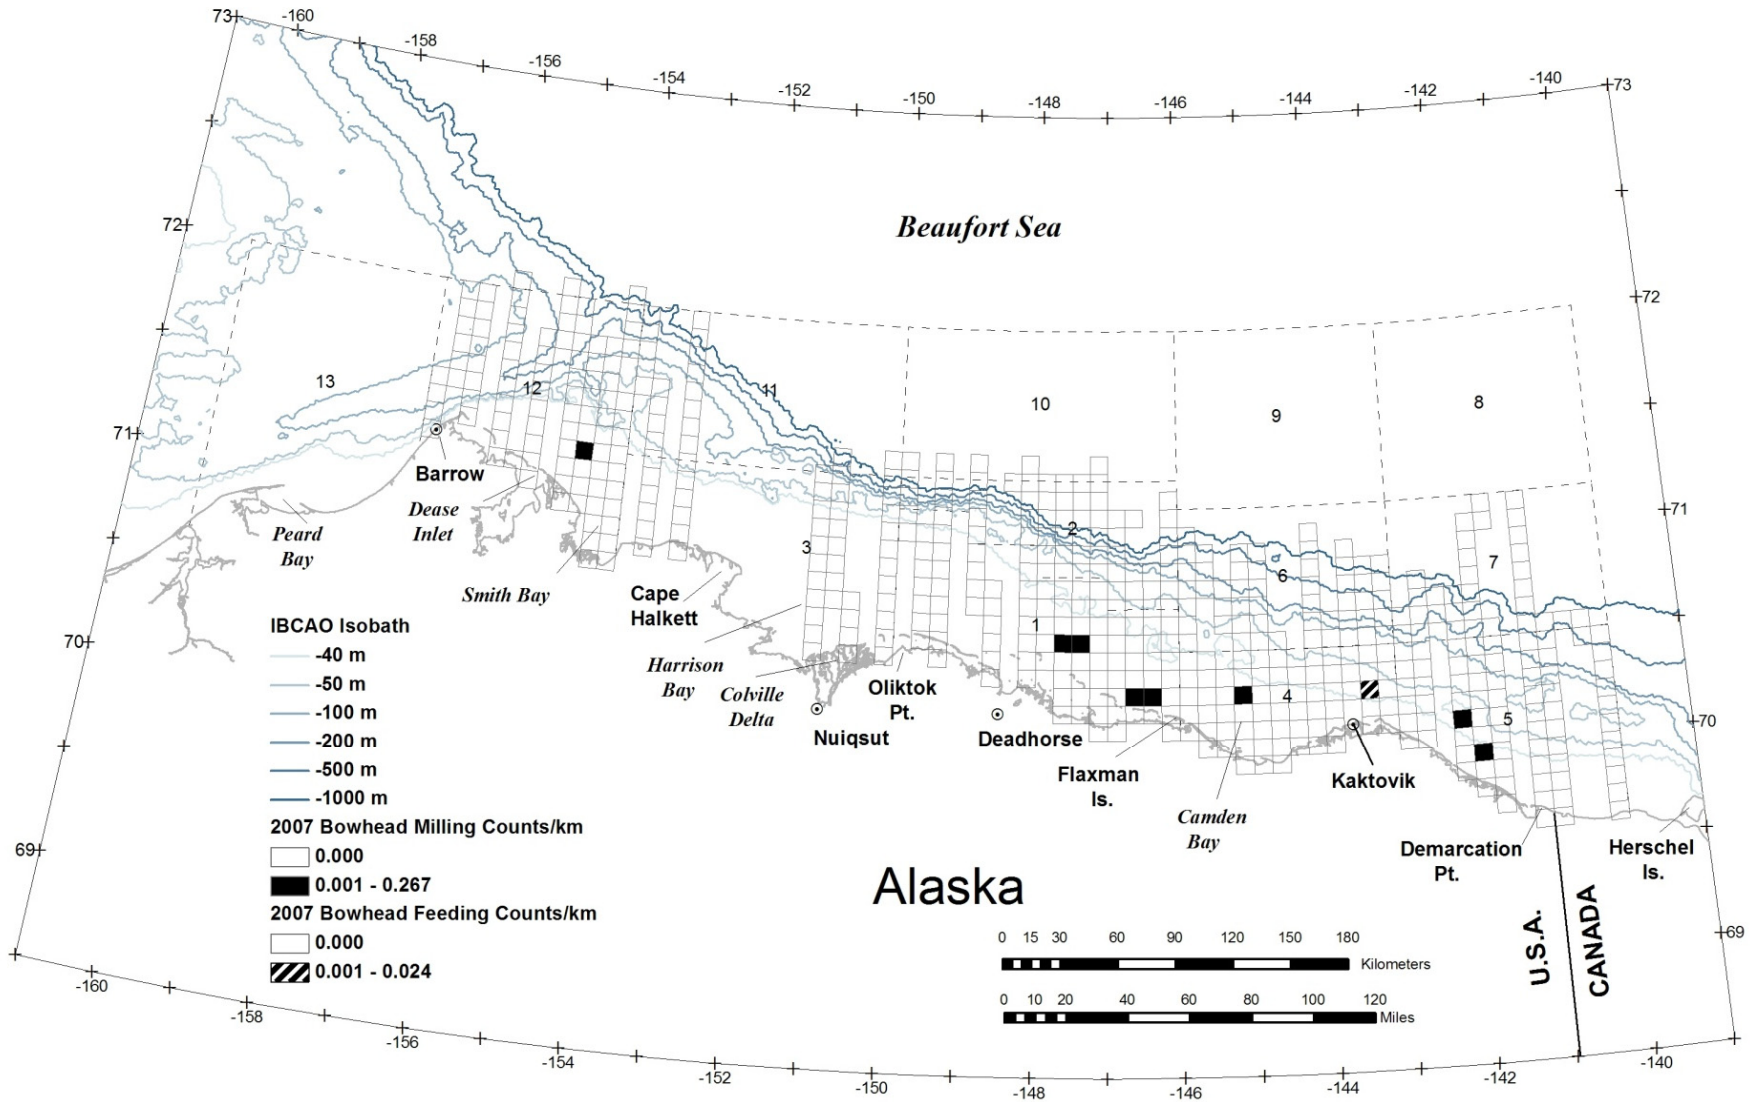 73
-160
-158
-156
-154
-152
-150
-148
-146
-144
-142
-140
73
Beaufort Sea
72
72
13
12
11
10
9
8
71
Barrow
Dease
Inlet
Peard
Bay
Smith Bay
Cape
Halkett
Harrison
Bay
Colville
Delta
Nuiqsut
Oliktok
Pt.
Deadhorse
Flaxman
Is.
Camden
Bay
Kaktovik
Demarcation
Pt.
Herschel
Is.
3
2
1
6
4
7
5
71
70
70
69
69
IBCAO Isobath
-40 m
-50 m
-100 m
-200 m
-500 m
-1000 m
2007 Bowhead Milling Counts/km
0.000
0.001 - 0.267
2007 Bowhead Feeding Counts/km
0.000
0.001 - 0.024
Alaska
U.S.A.
CANADA
0 15 30 60 90 120 150 180
Kilometers
0 10 20 40 60 80 100 120
Miles
-160
-158
-156
-154
-152
-150
-148
-146
-144
-142
-140